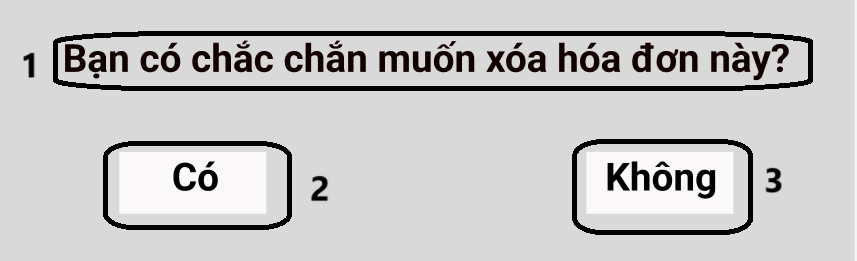 1 Bạn có chắc chắn muốn xóa hóa đơn này?
Có 2 Không 3